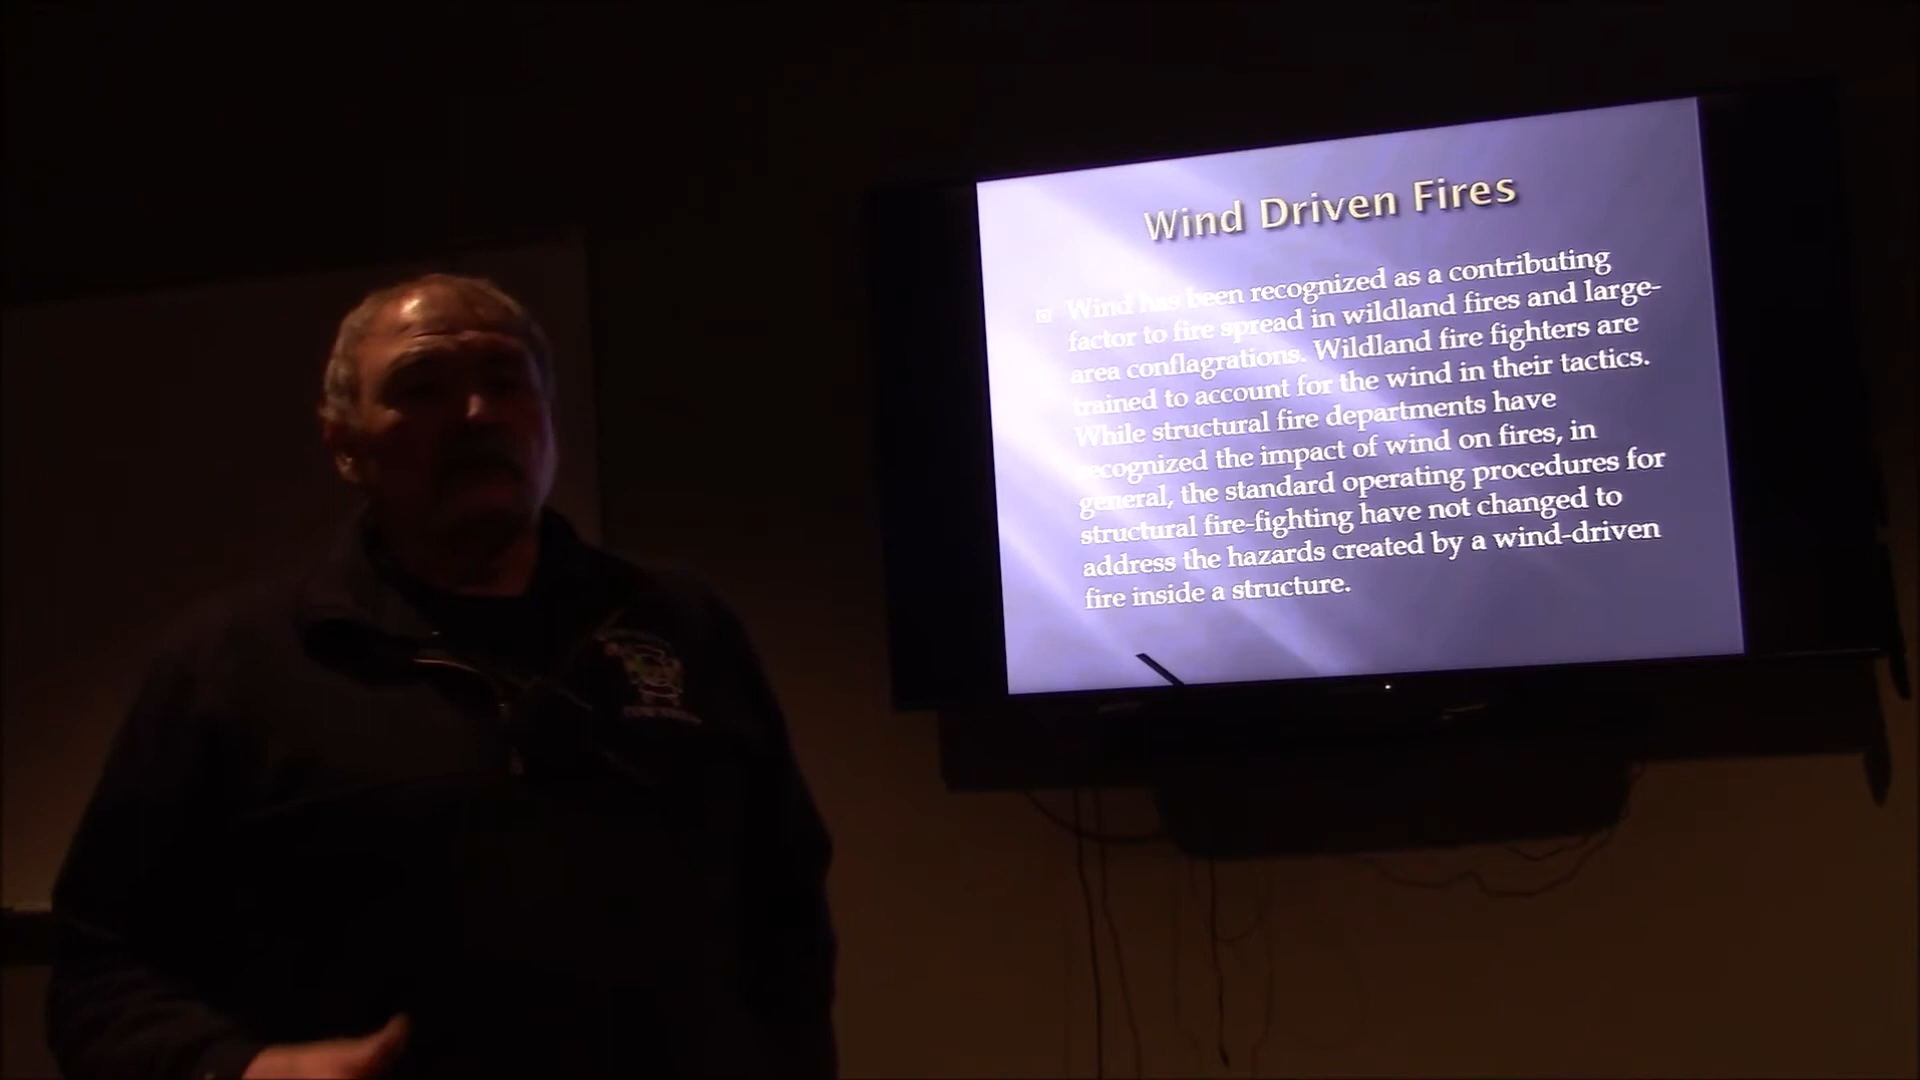 Wind Driven Fires
Wind has been recognized as a contributing
factor to fire spread in wildland fires and large-
area conflagrations. Wildland fire fighters are
trained to account for the wind in their tactics.
While structural fire departments have
recognized the impact of wind on fires, in
general, the standard operating procedures for
structural fire-fighting have not changed to
address the hazards created by a wind-driven
fire inside a structure.